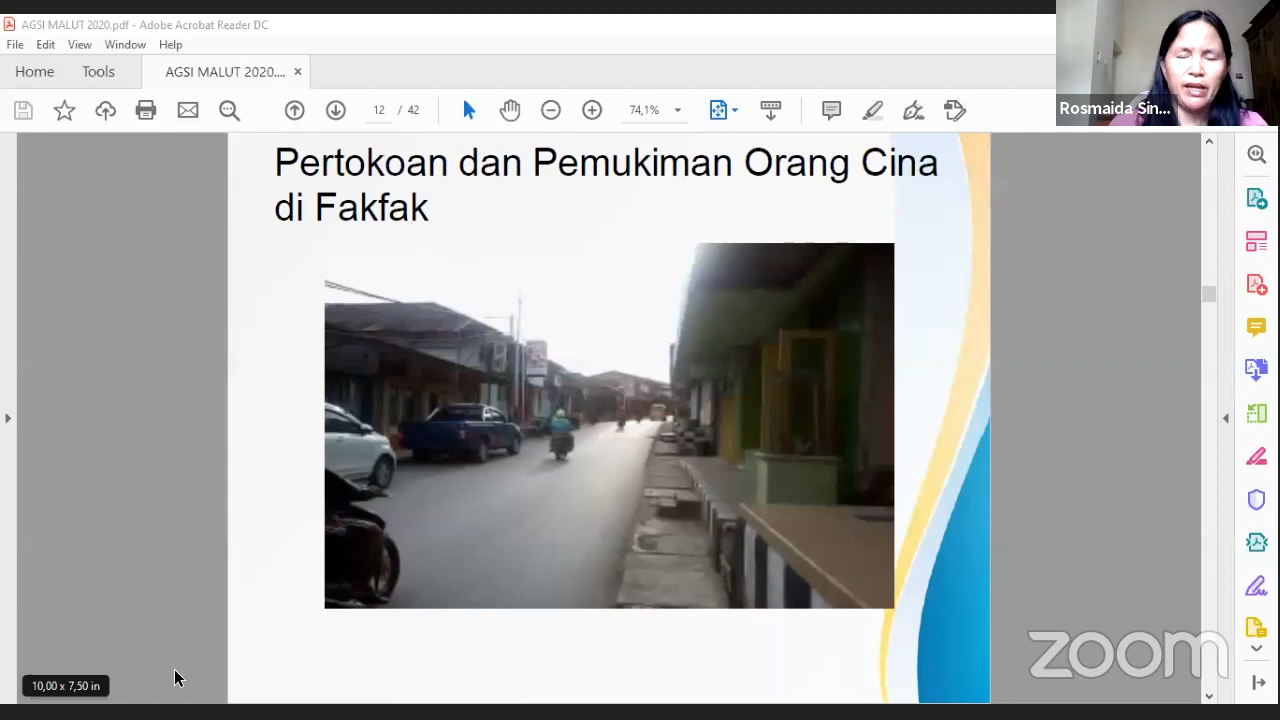 AGSI MALUT 2020.pdf - Adobe Acrobat Reader DC
File Edit View Window Help
Home Tools AGSI MALUT 2020....
12 / 42 74,1%
Rosmaida Sin...
Pertokoan dan Pemukiman Orang Cina
di Fakfak
10,00 x 7,50 in
zoom